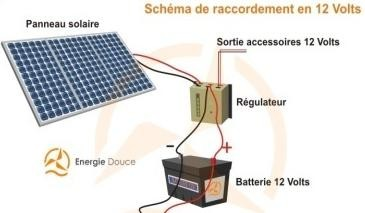 Schéma de raccordement en 12 Volts
Panneau solaire
Sortie accessoires 12 Volts
Régulateur
- +
Energie Douce
Batterie 12 Volts